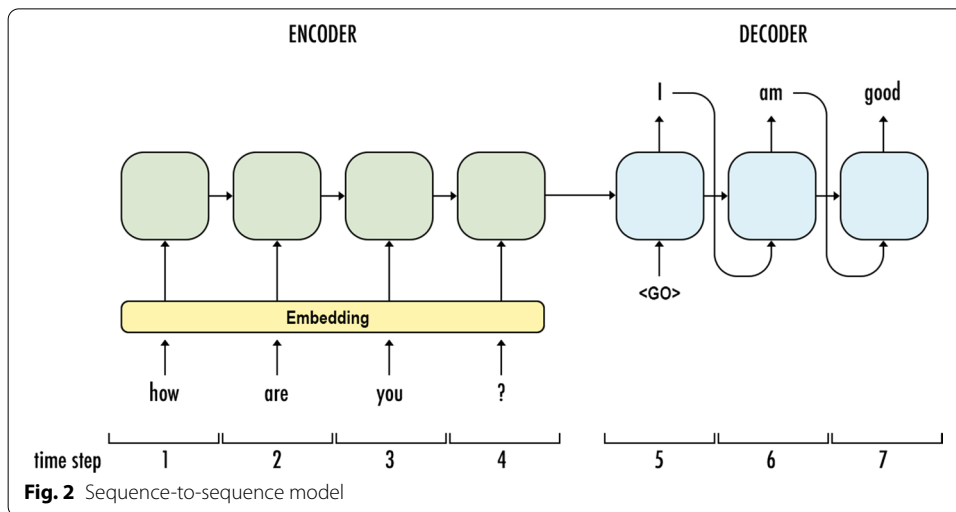 ENCODER DECODER
I am good
<GO>
Embedding
how are you ?
time step 1 2 3 4 5 6 7
Fig. 2 Sequence-to-sequence model